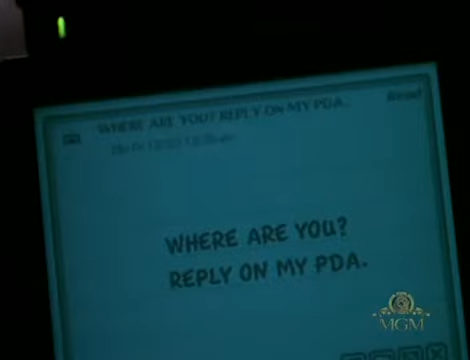 WHERE ARE YOU? REPLY ON MY PDA.
WHERE ARE YOU?
REPLY ON MY PDA.
MGM